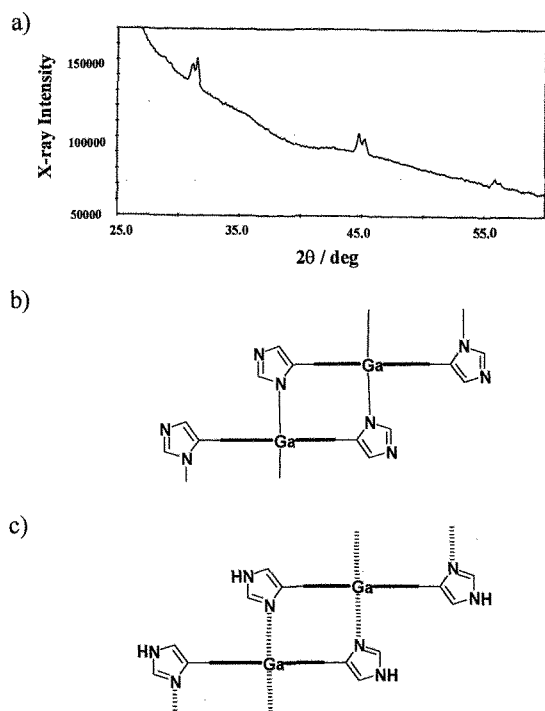 a)
X-ray Intensity
150000
100000
50000
25.0 35.0 45.0 55.0
2θ / deg
b)
N N Ga N N
N N Ga N N
c)
HN N Ga N NH
HN N Ga N NH